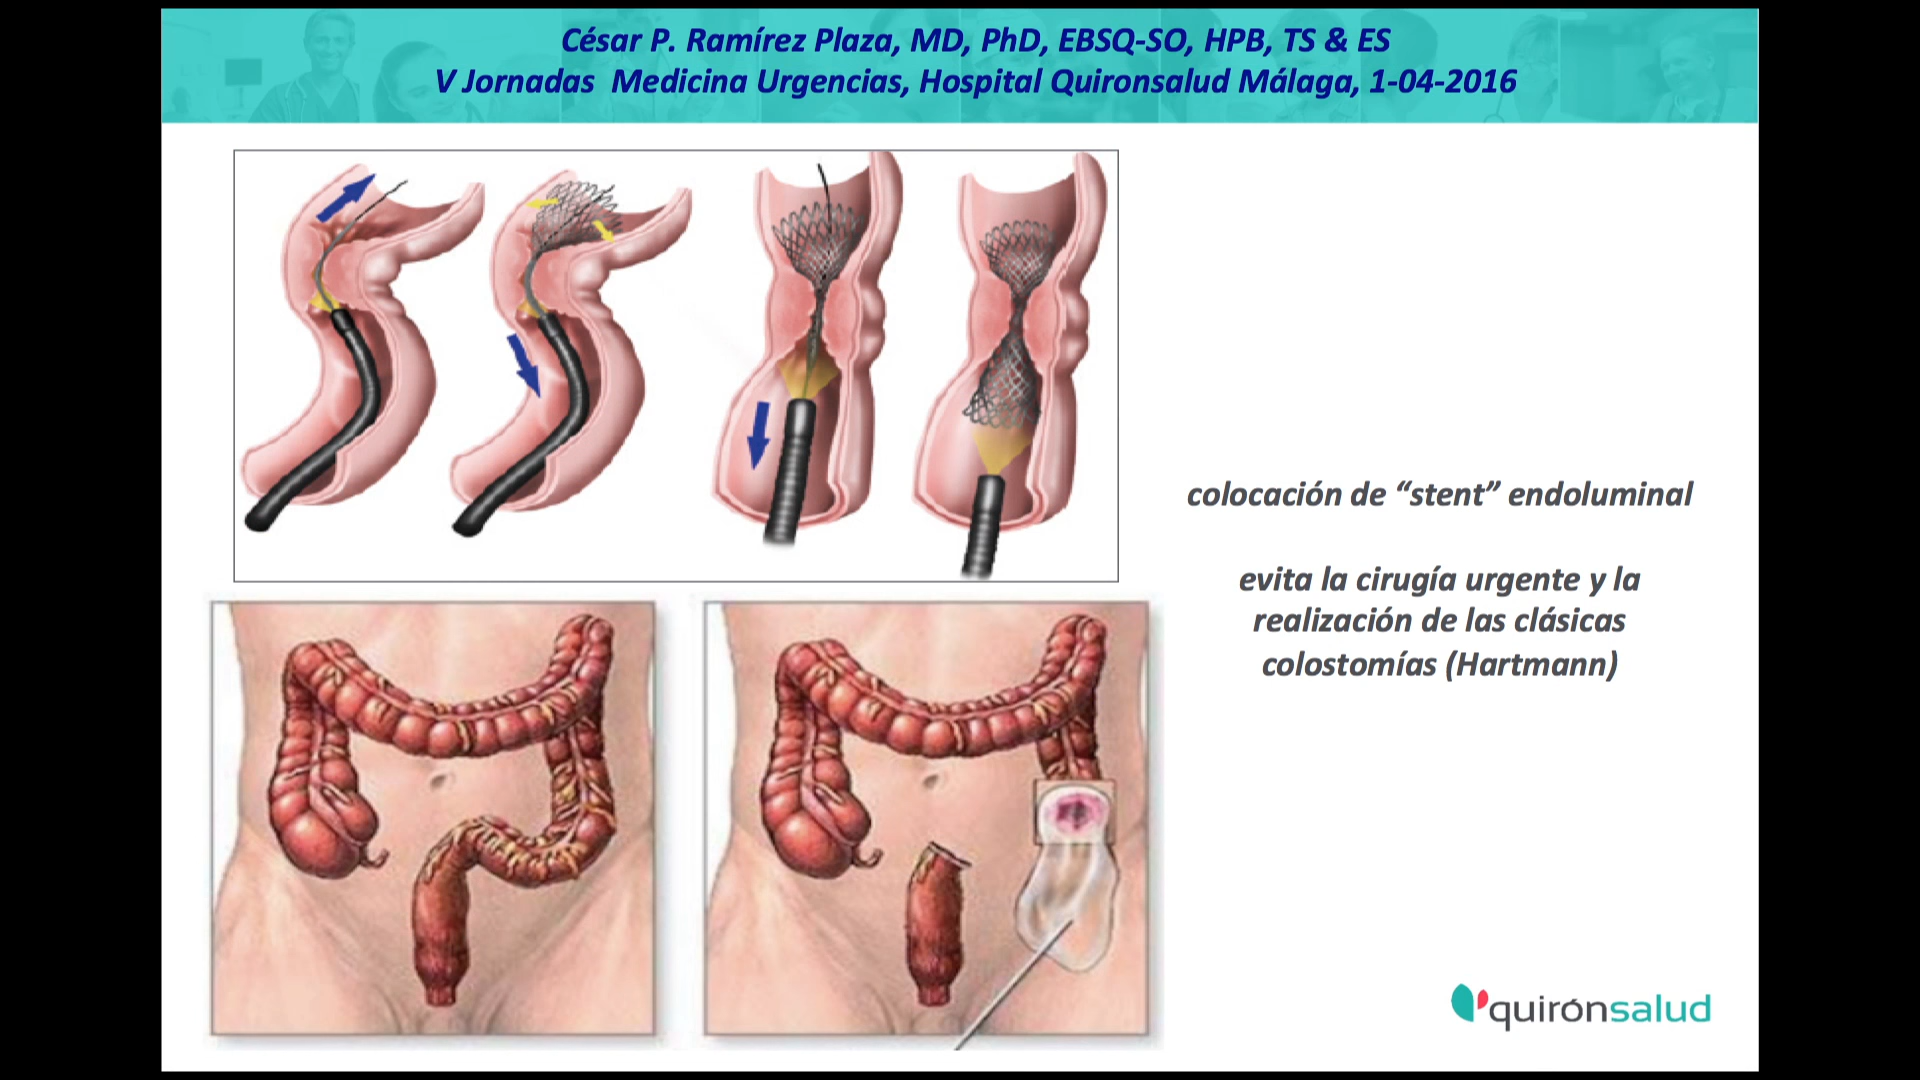 César P. Ramírez Plaza, MD, PhD, EBSQ-SO, HPB, TS & ES
V Jornadas Medicina Urgencias, Hospital Quironsalud Málaga, 1-04-2016
colocación de “stent” endoluminal
evita la cirugía urgente y la
realización de las clásicas
colostomías (Hartmann)
quirónsalud